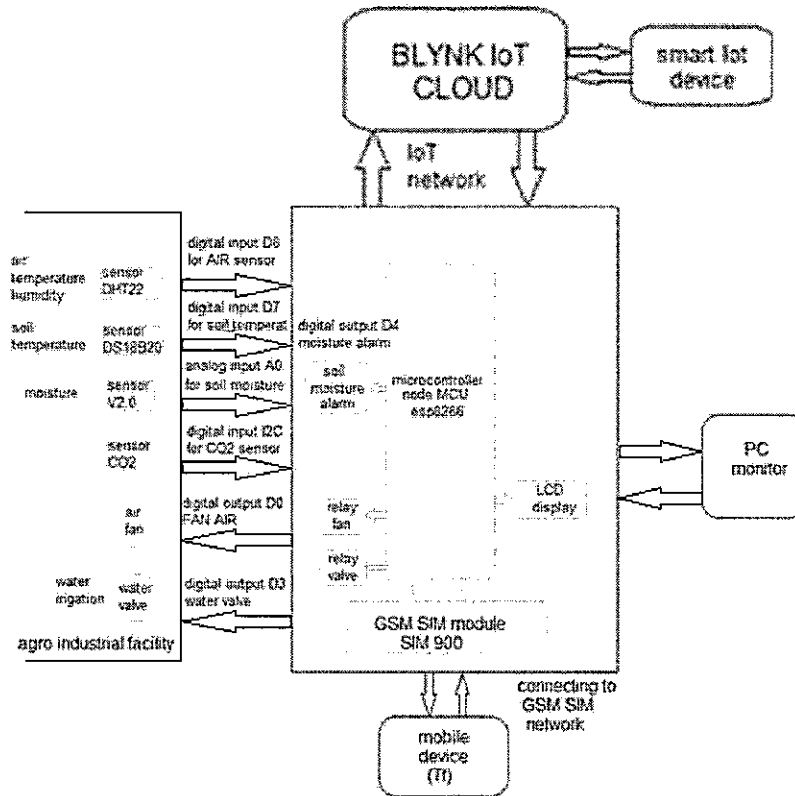 BLYNK IoT
CLOUD
smart Iot
device
IoT
network
air
temperature
humidity
sensor
DHT22
digital input D6
for AIR sensor
soil
temperature
sensor
DS18B20
digital input D7
for soil temperat
moisture
sensor
V2.0
analog input A0
for soil moisture
sensor
CO2
digital input I2C
for CO2 sensor
air
fan
digital output D0
FAN AIR
water
irrigation
water
valve
digital output D3
water valve
agro industrial facility
digital output D4
moisture alarm
soil
moisture
alarm
microcontroller
node MCU
esp8266
relay
fan
relay
valve
LCD
display
GSM SIM module
SIM 900
PC
monitor
connecting to
GSM SIM
network
mobile
device